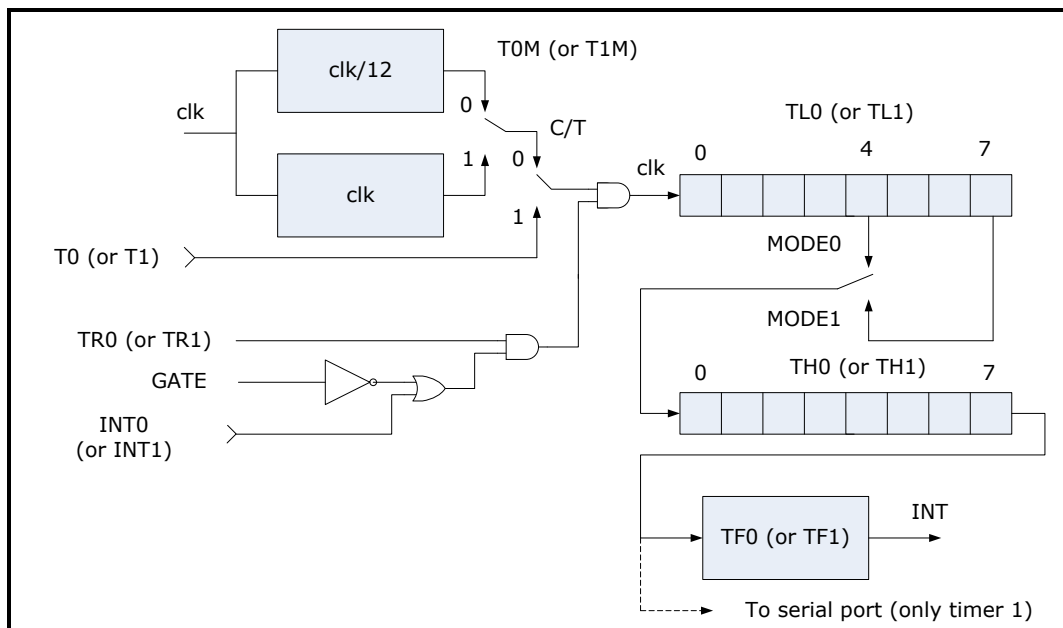 T0M (or T1M)
clk/12
clk
0
C/T
TL0 (or TL1)
1
0
0
4
7
clk
clk
1
T0 (or T1)
MODE0
MODE1
TR0 (or TR1)
GATE
TH0 (or TH1)
0
7
INT0
(or INT1)
TF0 (or TF1)
INT
To serial port (only timer 1)